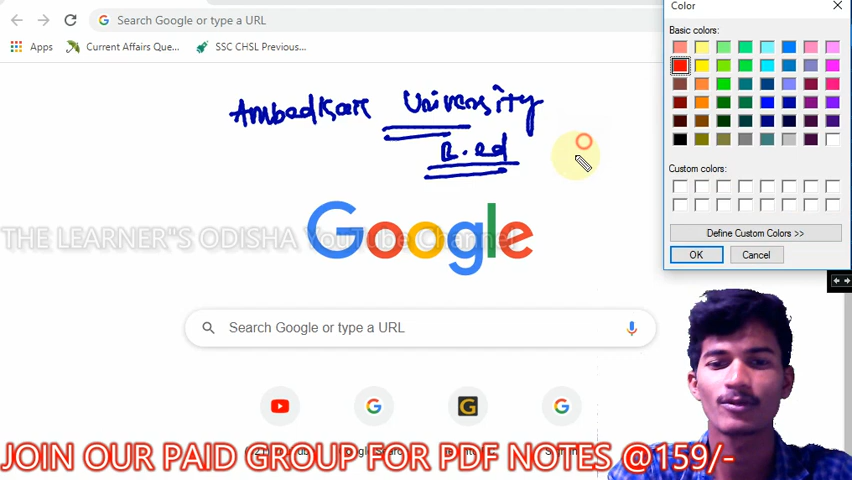 Search Google or type a URL
Apps
Current Affairs Que...
SSC CHSL Previous...
Color
Basic colors:
Custom colors:
Define Custom Colors >>
OK
Cancel
Ambedkar University
B.ed
Google
THE LEARNER"S ODISHA YouTube Channel
Search Google or type a URL
JOIN OUR PAID GROUP FOR PDF NOTES @159/-